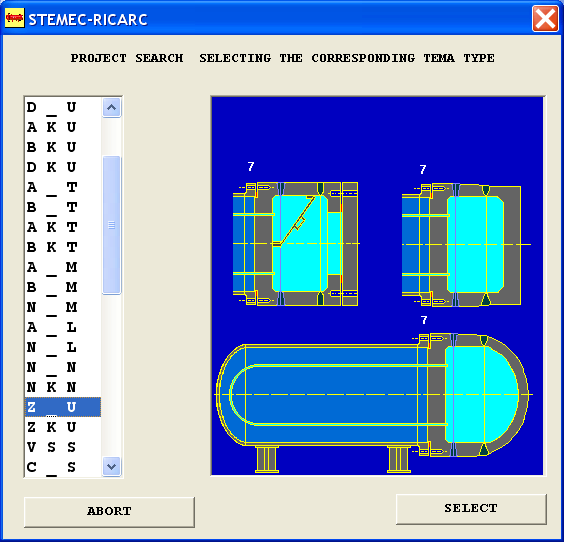 STEMEC-RICARC
PROJECT SEARCH  SELECTING THE CORRESPONDING TEMA TYPE
D _ U
A K U
B K U
D K U
A _ T
B _ T
A K T
B K T
A _ M
B _ M
N _ M
A _ L
N _ L
N _ N
N K N
Z _ U
Z K U
V S S
C _ S
7
7
7
ABORT
SELECT